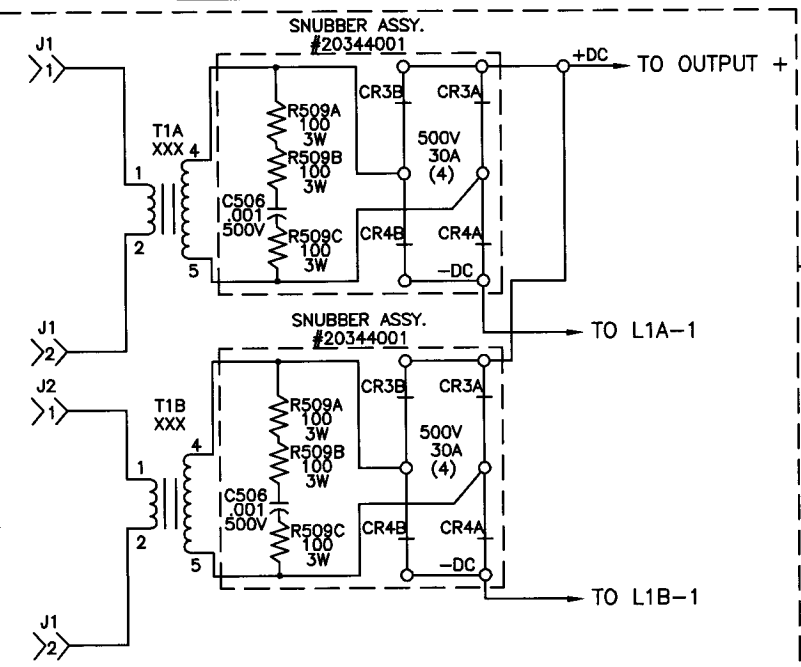 SNUBBER ASSY.
#20344001
J1
1
T1A
XXX
4
1
2
5
R509A
100
3W
R509B
100
3W
C506
.001
500V
R509C
100
3W
CR3B
CR3A
500V
30A
(4)
CR4B
CR4A
-DC
+DC
TO OUTPUT +
J1
2
TO L1A-1
SNUBBER ASSY.
#20344001
J2
1
T1B
XXX
4
1
2
5
R509A
100
3W
R509B
100
3W
C506
.001
500V
R509C
100
3W
CR3B
CR3A
500V
30A
(4)
CR4B
CR4A
-DC
TO L1B-1
J1
2